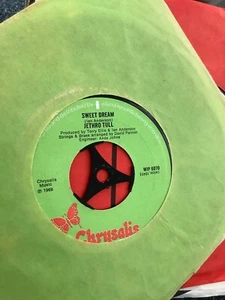 SWEET DREAM
(Ian Anderson)
JETHRO TULL
Produced by Terry Ellis & Ian Anderson
Strings & Brass arranged by David Palmer
Engineer: Andy Johns
Chrysalis
Music
℗ 1969
WIP 6070
Chrysalis